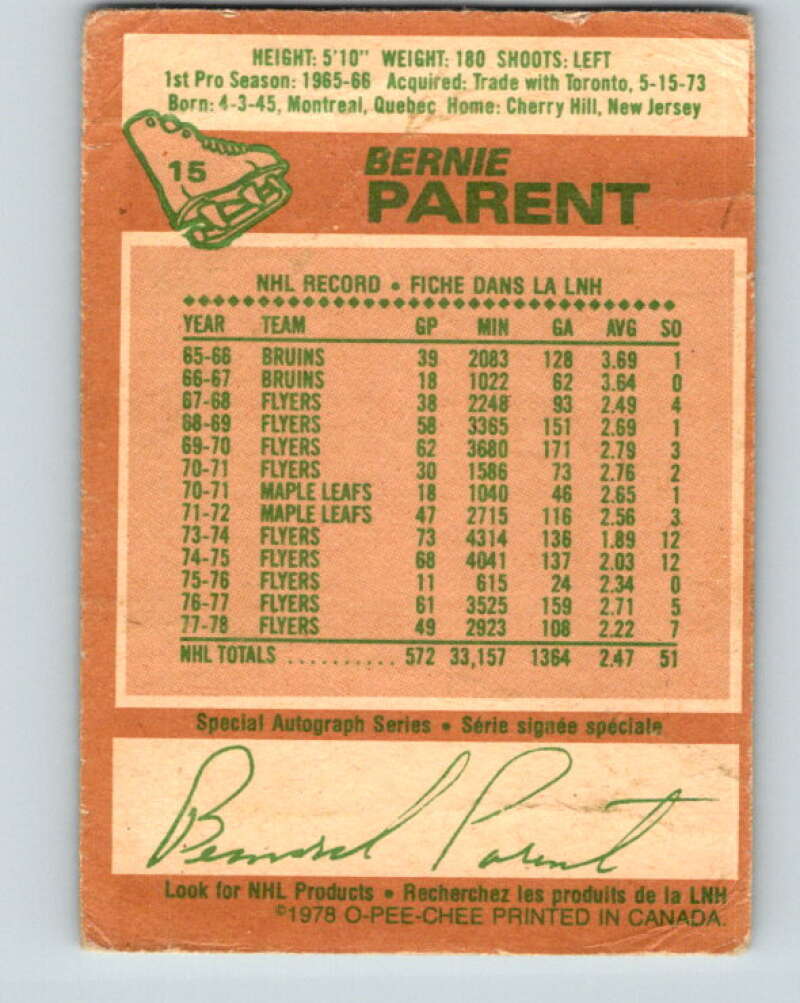 HEIGHT: 5'10" WEIGHT: 180 SHOOTS: LEFT
1st Pro Season: 1965-66 Acquired: Trade with Toronto, 5-15-73
Born: 4-3-45, Montreal, Quebec Home: Cherry Hill, New Jersey
15
BERNIE
PARENT
NHL RECORD • FICHE DANS LA LNH
YEAR TEAM GP MIN GA AVG SO
65-66 BRUINS 39 2083 128 3.69 1
66-67 BRUINS 18 1022 62 3.64 0
67-68 FLYERS 38 2248 93 2.49 4
68-69 FLYERS 58 3365 151 2.69 1
69-70 FLYERS 62 3680 171 2.79 3
70-71 FLYERS 30 1586 73 2.76 2
70-71 MAPLE LEAFS 18 1040 46 2.65 1
71-72 MAPLE LEAFS 47 2715 116 2.56 3
73-74 FLYERS 73 4314 136 1.89 12
74-75 FLYERS 68 4041 137 2.03 12
75-76 FLYERS 11 615 24 2.34 0
76-77 FLYERS 61 3525 159 2.71 5
77-78 FLYERS 49 2923 108 2.22 7
NHL TOTALS .......... 572 33,157 1364 2.47 51
Special Autograph Series • Série signée spéciale
Bernard Parent
Look for NHL Products • Recherchez les produits de la LNH
©1978 O-PEE-CHEE PRINTED IN CANADA.